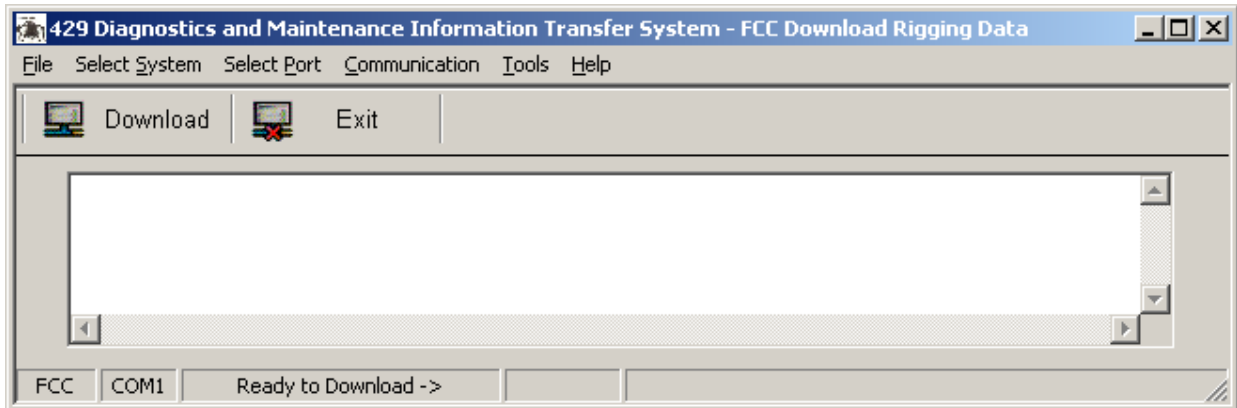 429 Diagnostics and Maintenance Information Transfer System - FCC Download Rigging Data
File Select System Select Port Communication Tools Help
Download Exit
FCC COM1 Ready to Download ->